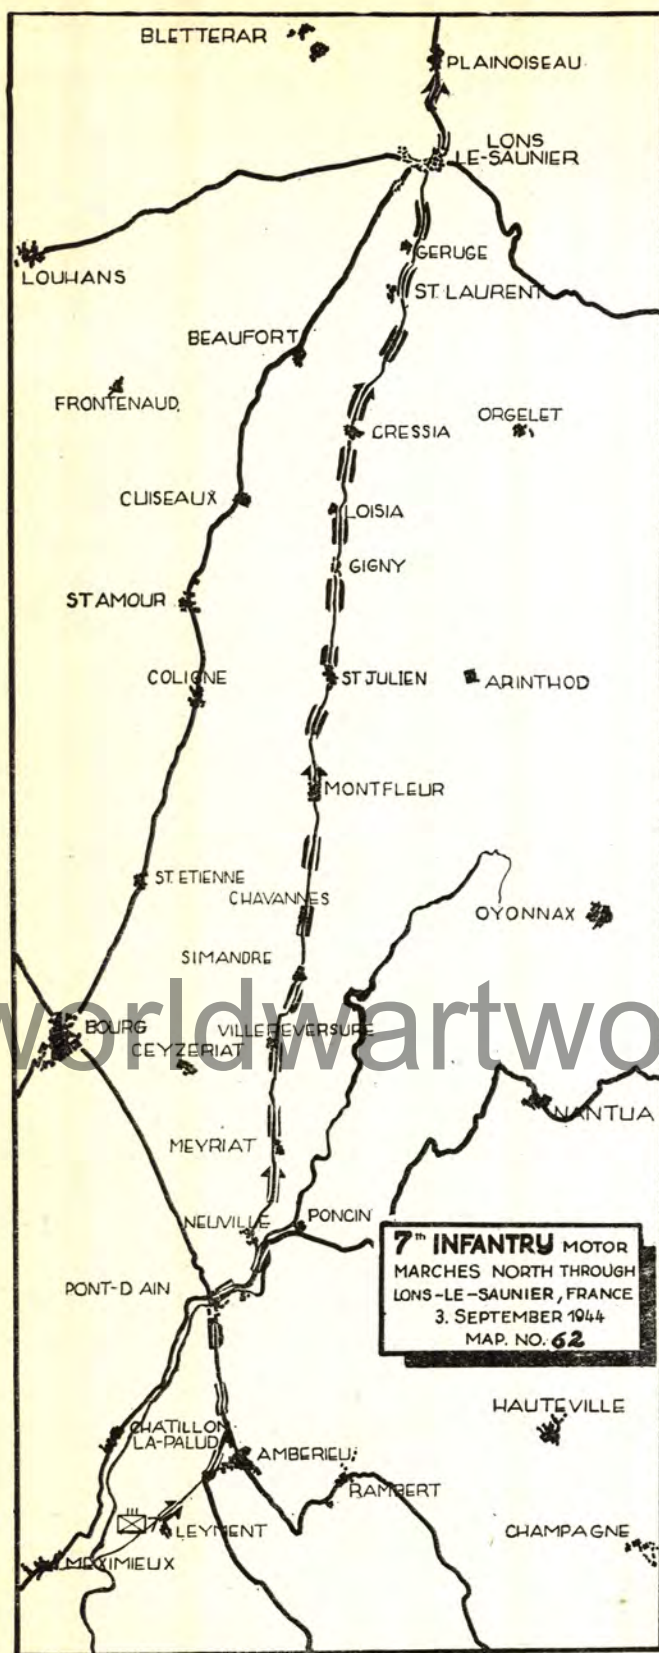 BLETTERAR
PLAINOISEAU
LONS
LE-SAUNIER
GERUGE
LOUHANS
ST. LAURENT
BEAUFORT
FRONTENAUD.
CRESSIA
ORGELET
CUISEAUX
LOISIA
GIGNY
ST AMOUR
COLIGNE
ST JULIEN
ARINTHOD
MONTFLEUR
ST. ETIENNE
CHAVANNES
OYONNAX
SIMANDRE
worldwartwo
BOURG
VILLEREVERSURE
CEYZERIAT
NANTUA
MEYRIAT
NEUVILLE
PONCIN
7th INFANTRY MOTOR
MARCHES NORTH THROUGH
LONS-LE-SAUNIER, FRANCE
3. SEPTEMBER 1944
MAP. NO. 62
PONT-D AIN
HAUTEVILLE
CHATILLON
LA-PALUD
AMBERIEU
RAMBERT
7
LEYMENT
CHAMPAGNE
MEXIMIEUX